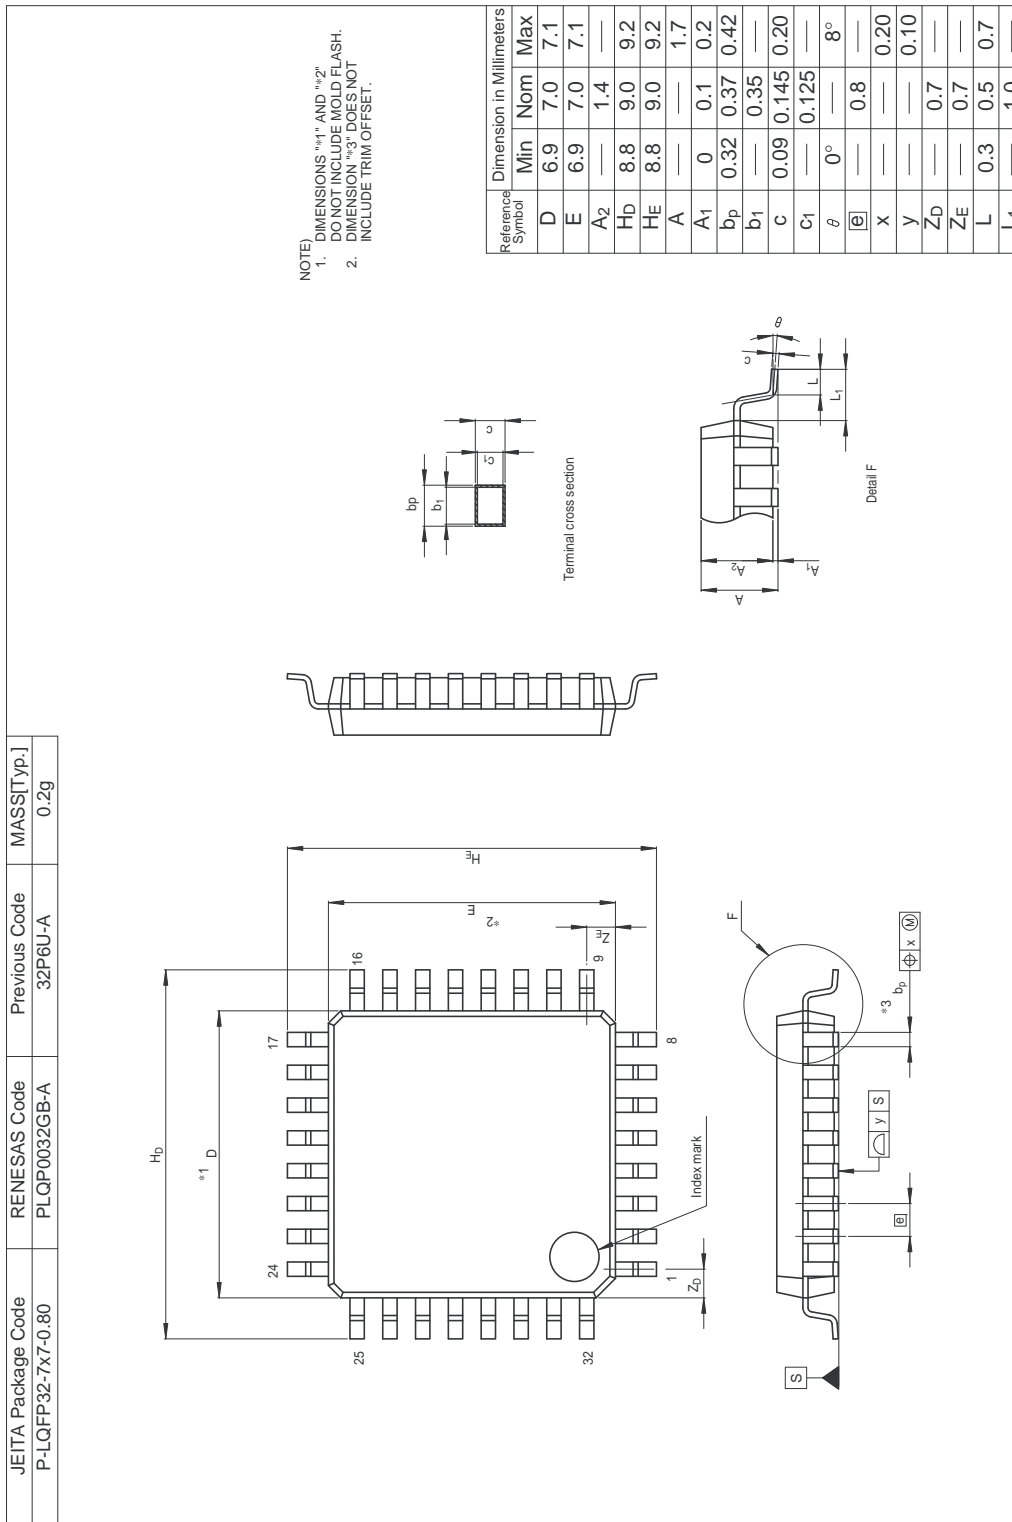 JEITA Package Code RENESAS Code Previous Code MASS[Typ.]
P-LQFP32-7x7-0.80 PLQP0032GB-A 32P6U-A 0.2g
HD
*1
D
24
17
25
16
32
9
1
8
ZD
Index mark
ZE
*2
E
HE
NOTE)
1. DIMENSIONS "*1" AND "*2"
DO NOT INCLUDE MOLD FLASH.
2. DIMENSION "*3" DOES NOT
INCLUDE TRIM OFFSET.
bp
b1
c1
c
Terminal cross section
S
e
y S
*3
bp
x M
F
A
A2
A1
L
L1
c
θ
Detail F
Reference Symbol Dimension in Millimeters
Min Nom Max
D 6.9 7.0 7.1
E 6.9 7.0 7.1
A2 — 1.4 —
HD 8.8 9.0 9.2
HE 8.8 9.0 9.2
A — — 1.7
A1 0 0.1 0.2
bp 0.32 0.37 0.42
b1 — 0.35 —
c 0.09 0.145 0.20
c1 — 0.125 —
θ 0° — 8°
e — 0.8 —
x — — 0.20
y — — 0.10
ZD — 0.7 —
ZE — 0.7 —
L 0.3 0.5 0.7
L1 — 1.0 —